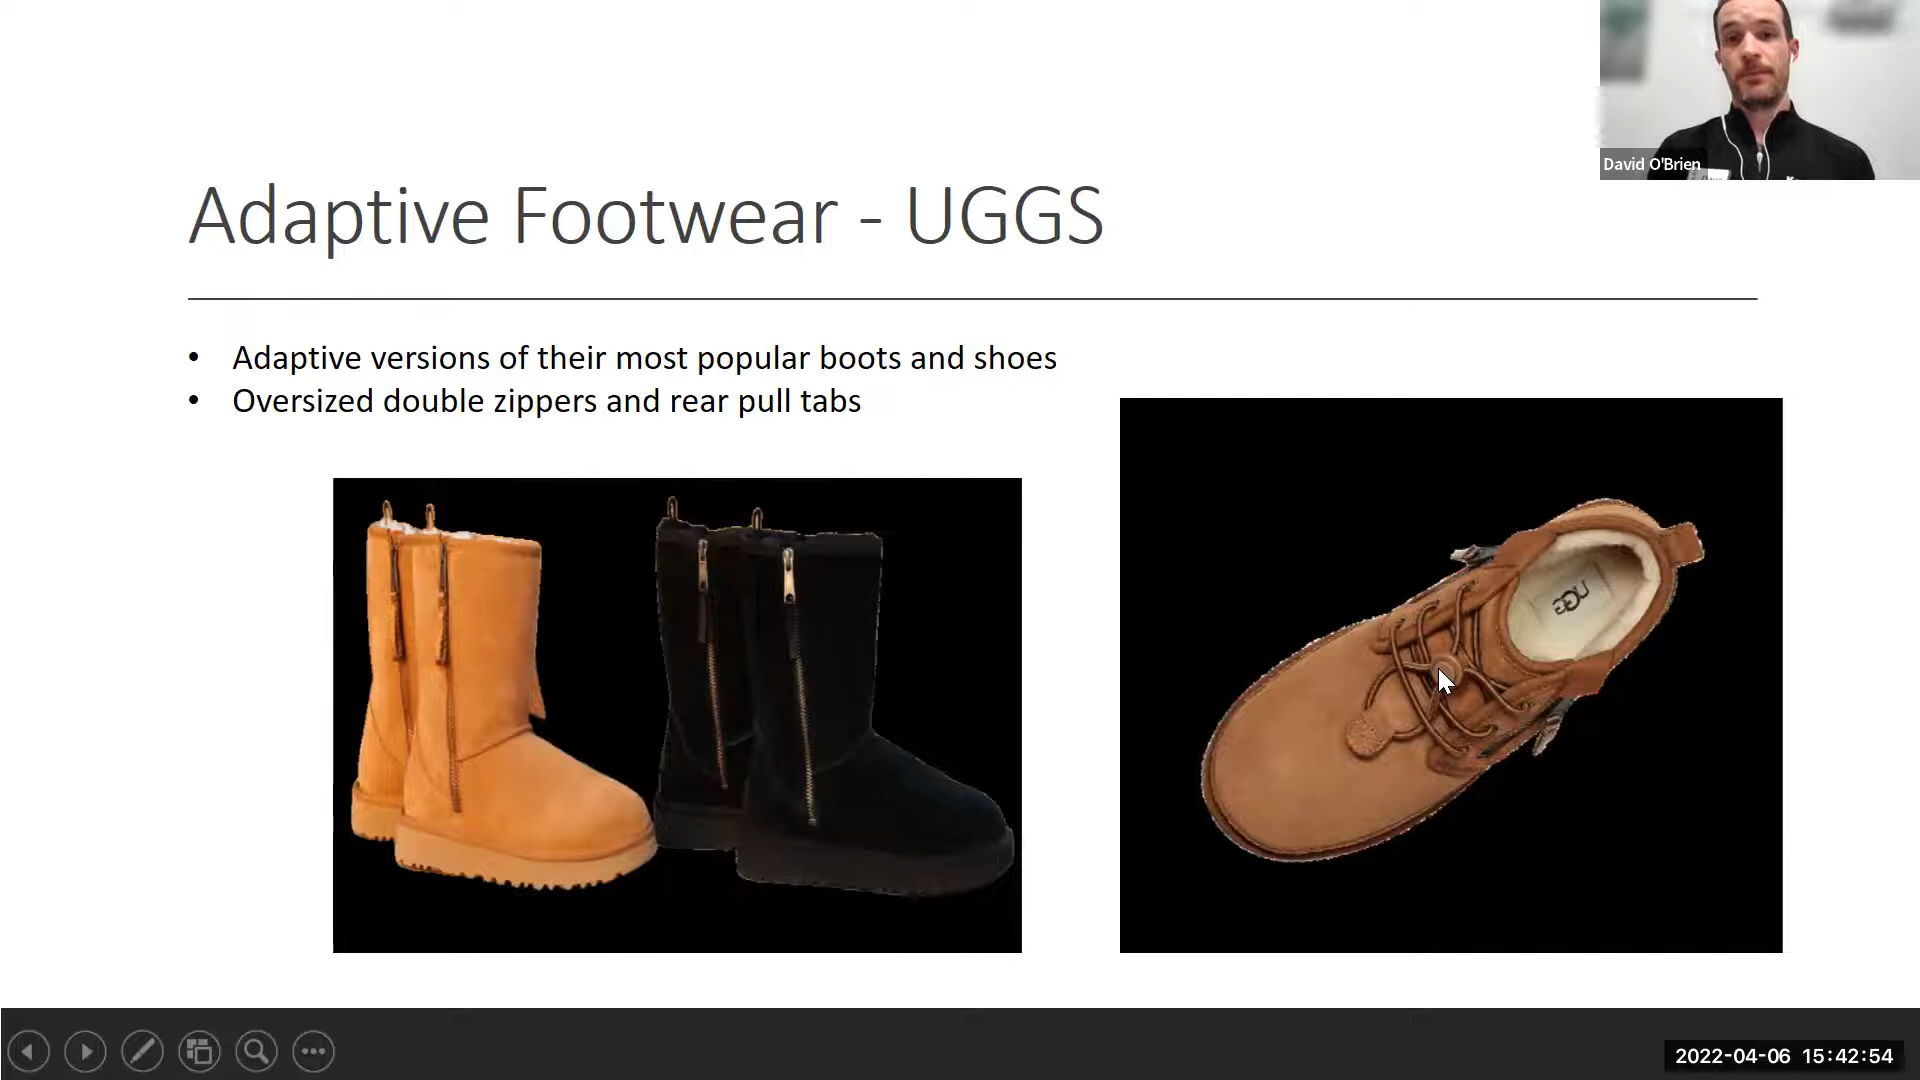 David O'Brien
Adaptive Footwear - UGGS
• Adaptive versions of their most popular boots and shoes
• Oversized double zippers and rear pull tabs
UGG
2022-04-06 15:42:54